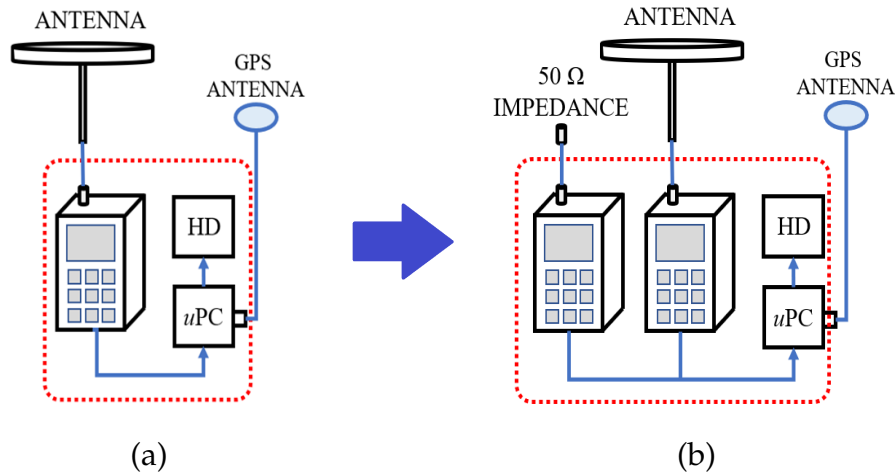 ANTENNA
GPS
ANTENNA
HD
uPC
(a)
ANTENNA
50 Ω
IMPEDANCE
GPS
ANTENNA
HD
uPC
(b)